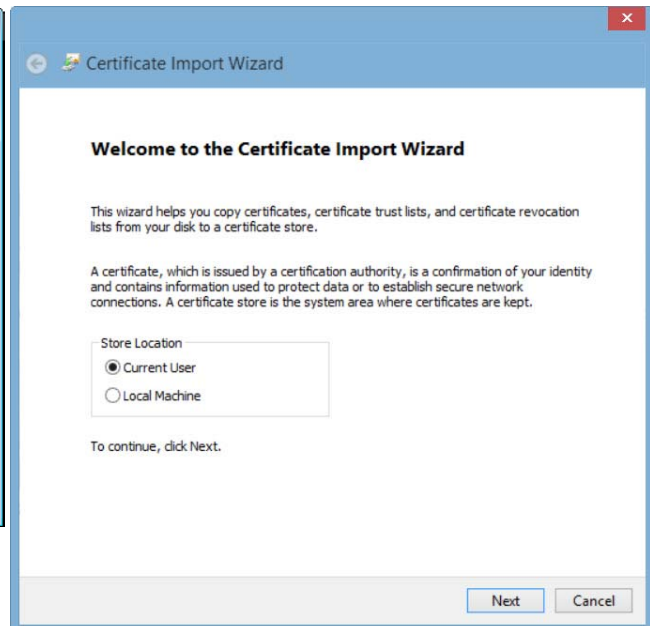 Certificate Import Wizard
Welcome to the Certificate Import Wizard
This wizard helps you copy certificates, certificate trust lists, and certificate revocation
lists from your disk to a certificate store.
A certificate, which is issued by a certification authority, is a confirmation of your identity
and contains information used to protect data or to establish secure network
connections. A certificate store is the system area where certificates are kept.
Store Location
Current User
Local Machine
To continue, click Next.
Next Cancel